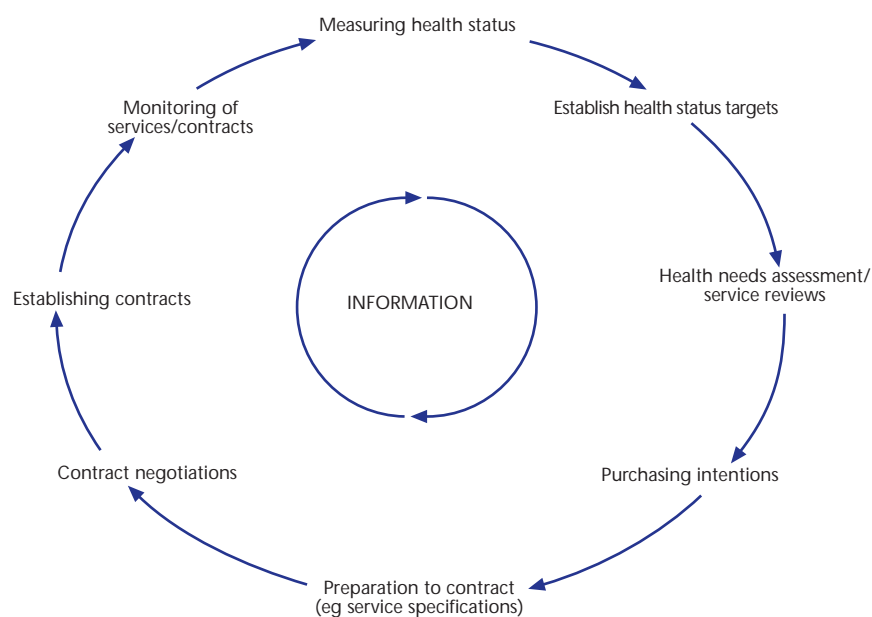 Measuring health status
Establish health status targets
Health needs assessment/
service reviews
Purchasing intentions
Preparation to contract
(eg service specifications)
Contract negotiations
Establishing contracts
Monitoring of
services/contracts
INFORMATION